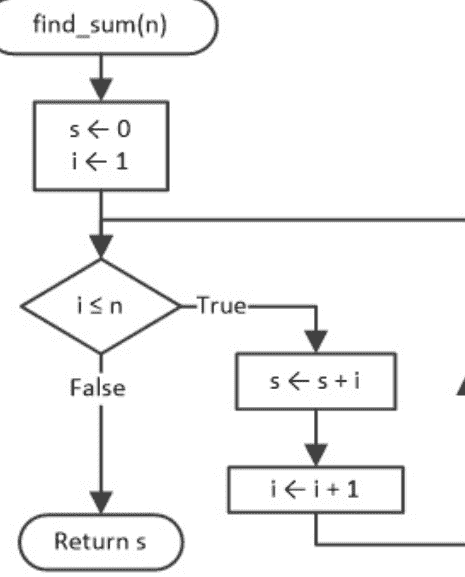 find_sum(n)
s ← 0
i ← 1
i ≤ n
True
s ← s + i
False
i ← i + 1
Return s